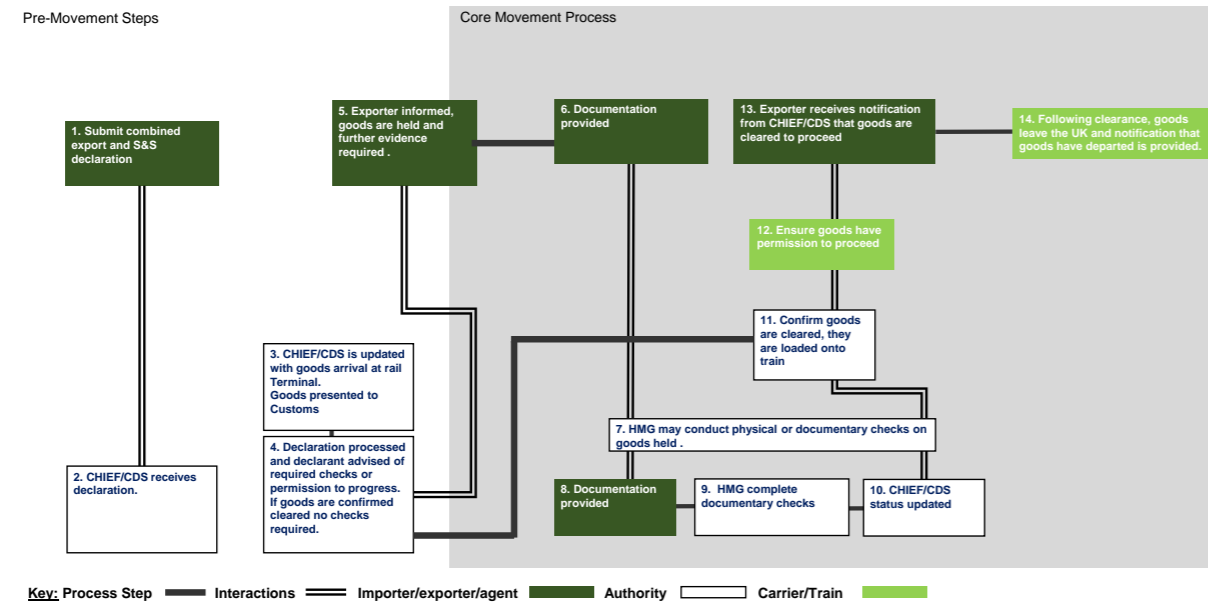 Pre-Movement Steps
Core Movement Process
1. Submit combined
export and S&S
declaration
2. CHIEF/CDS receives
declaration.
3. CHIEF/CDS is updated
with goods arrival at rail
Terminal.
Goods presented to
Customs
4. Declaration processed
and declarant advised of
required checks or
permission to progress.
If goods are confirmed
cleared no checks
required.
5. Exporter informed,
goods are held and
further evidence
required .
6. Documentation
provided
7. HMG may conduct physical or documentary checks on
goods held .
8. Documentation
provided
9. HMG complete
documentary checks
10. CHIEF/CDS
status updated
11. Confirm goods
are cleared, they
are loaded onto
train
12. Ensure goods have
permission to proceed
13. Exporter receives notification
from CHIEF/CDS that goods are
cleared to proceed
14. Following clearance, goods
leave the UK and notification that
goods have departed is provided.
Key: Process Step Interactions Importer/exporter/agent Authority Carrier/Train